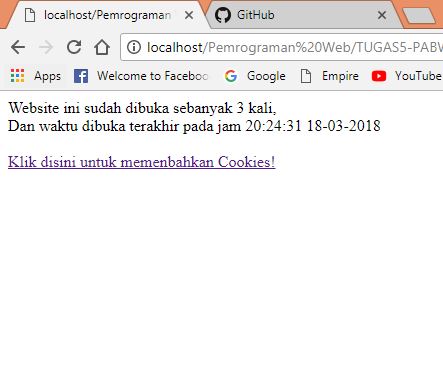 localhost/Pemrograman
GitHub
localhost/Pemrograman%20Web/TUGAS5-PABW
Apps Welcome to Faceboo Google Empire YouTube
Website ini sudah dibuka sebanyak 3 kali,
Dan waktu dibuka terakhir pada jam 20:24:31 18-03-2018
Klik disini untuk memenbahkan Cookies!